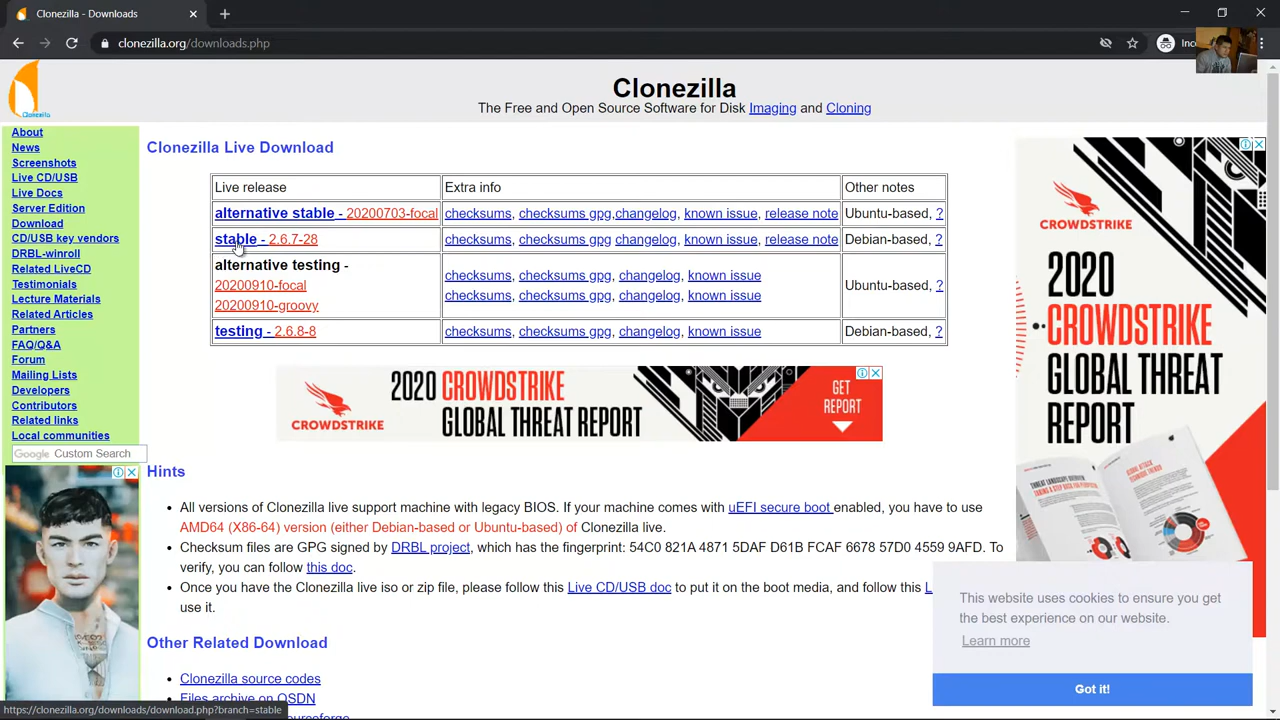 Clonezilla - Downloads
clonezilla.org/downloads.php
Clonezilla
The Free and Open Source Software for Disk Imaging and Cloning
Clonezilla
About
News
Screenshots
Live CD/USB
Live Docs
Server Edition
Download
CD/USB key vendors
DRBL-winroll
Related LiveCD
Testimonials
Lecture Materials
Related Articles
Partners
FAQ/Q&A
Forum
Mailing Lists
Developers
Contributors
Related links
Local communities
Google Custom Search
Clonezilla Live Download
Live release Extra info Other notes
alternative stable - 20200703-focal checksums, checksums gpg,changelog, known issue, release note Ubuntu-based, ?
stable - 2.6.7-28 checksums, checksums gpg changelog, known issue, release note Debian-based, ?
alternative testing -
20200910-focal checksums, checksums gpg, changelog, known issue
20200910-groovy checksums, checksums gpg, changelog, known issue
Ubuntu-based, ?
testing - 2.6.8-8 checksums, checksums gpg, changelog, known issue Debian-based, ?
CROWDSTRIKE
2020 CROWDSTRIKE
GLOBAL THREAT REPORT
GET
REPORT
Hints
All versions of Clonezilla live support machine with legacy BIOS. If your machine comes with uEFI secure boot enabled, you have to use
AMD64 (X86-64) version (either Debian-based or Ubuntu-based) of Clonezilla live.
Checksum files are GPG signed by DRBL project, which has the fingerprint: 54C0 821A 4871 5DAF D61B FCAF 6678 57D0 4559 9AFD. To
verify, you can follow this doc.
Once you have the Clonezilla live iso or zip file, please follow this Live CD/USB doc to put it on the boot media, and follow this
use it.
Other Related Download
Clonezilla source codes
Files archive on OSDN
CROWDSTRIKE
2020
CROWDSTRIKE
GLOBAL
THREAT
REPORT
This website uses cookies to ensure you get
the best experience on our website.
Learn more
Got it!
https://clonezilla.org/downloads/download.php?branch=stable